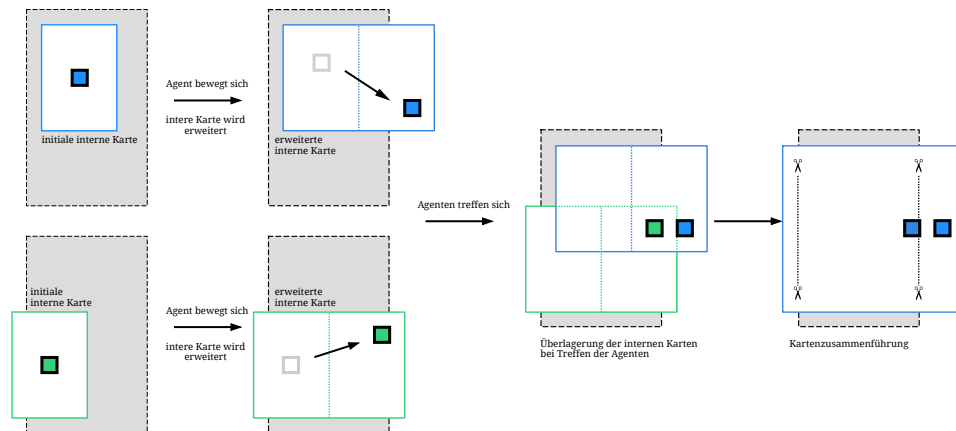 Agent bewegt sich
intere Karte wird
erweitert
initiale interne Karte
erweiterte
interne Karte
Agenten treffen sich
initiale
interne Karte
Agent bewegt sich
intere Karte wird
erweitert
erweiterte
interne Karte
Überlagerung der internen Karten
bei Treffen der Agenten
Kartenzusammenführung